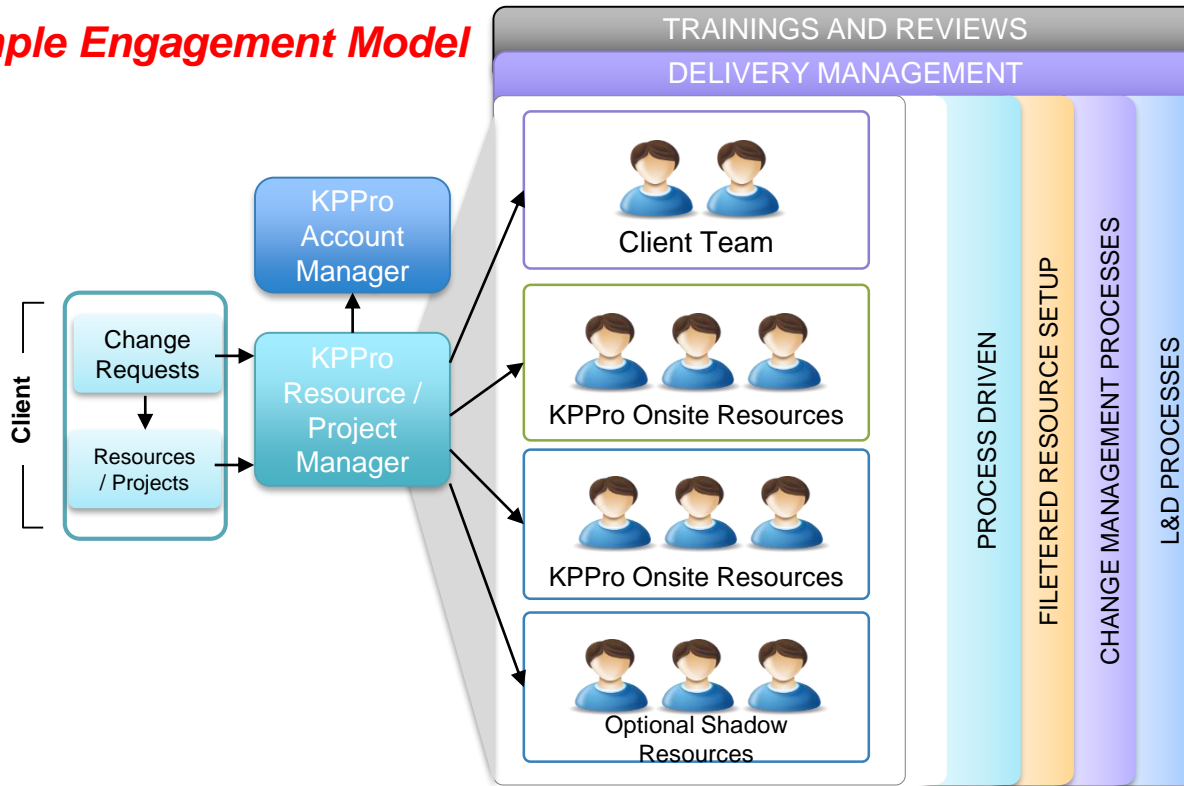 mple Engagement Model
TRAININGS AND REVIEWS
DELIVERY MANAGEMENT
Client
Change
Requests
Resources
/ Projects
KPPro
Account
Manager
KPPro
Resource /
Project
Manager
Client Team
KPPro Onsite Resources
KPPro Onsite Resources
Optional Shadow
Resources
PROCESS DRIVEN
FILETERED RESOURCE SETUP
CHANGE MANAGEMENT PROCESSES
L&D PROCESSES